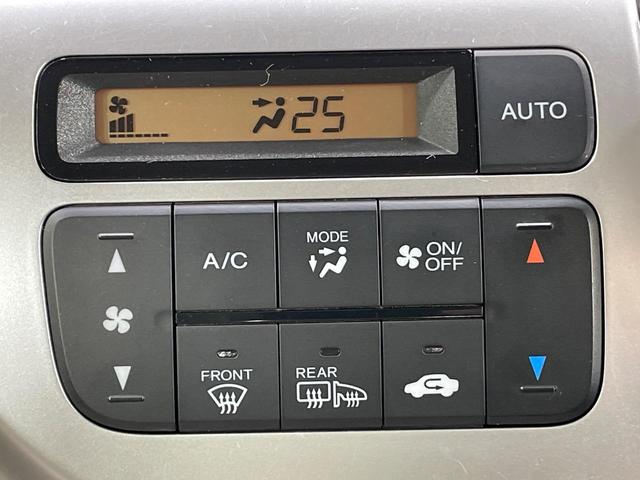 25
AUTO
A/C
MODE
ON/
OFF
FRONT
REAR